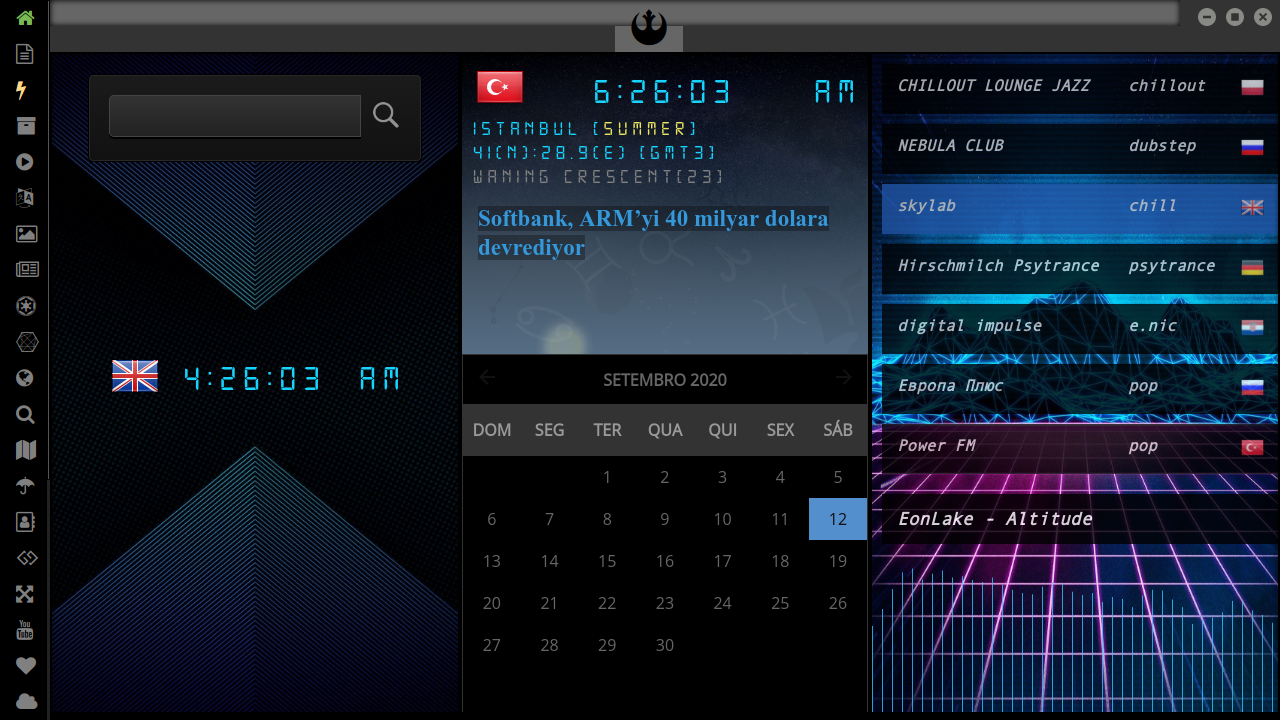 6:26:03 AM
ISTANBUL (SUMMER)
41(N):28.9(E) (GMT3)
WANING CRESCENT(23)
Softbank, ARM’yi 40 milyar dolara
devrediyor
4:26:03 AM
SETEMBRO 2020
DOM SEG TER QUA QUI SEX SÁB
1 2 3 4 5
6 7 8 9 10 11 12
13 14 15 16 17 18 19
20 21 22 23 24 25 26
27 28 29 30
CHILLOUT LOUNGE JAZZ chillout
NEBULA CLUB dubstep
skylab chill
Hirschmilch Psytrance psytrance
digital impulse e.nic
Европа Плюс pop
Power FM pop
EonLake - Altitude
You
Tube